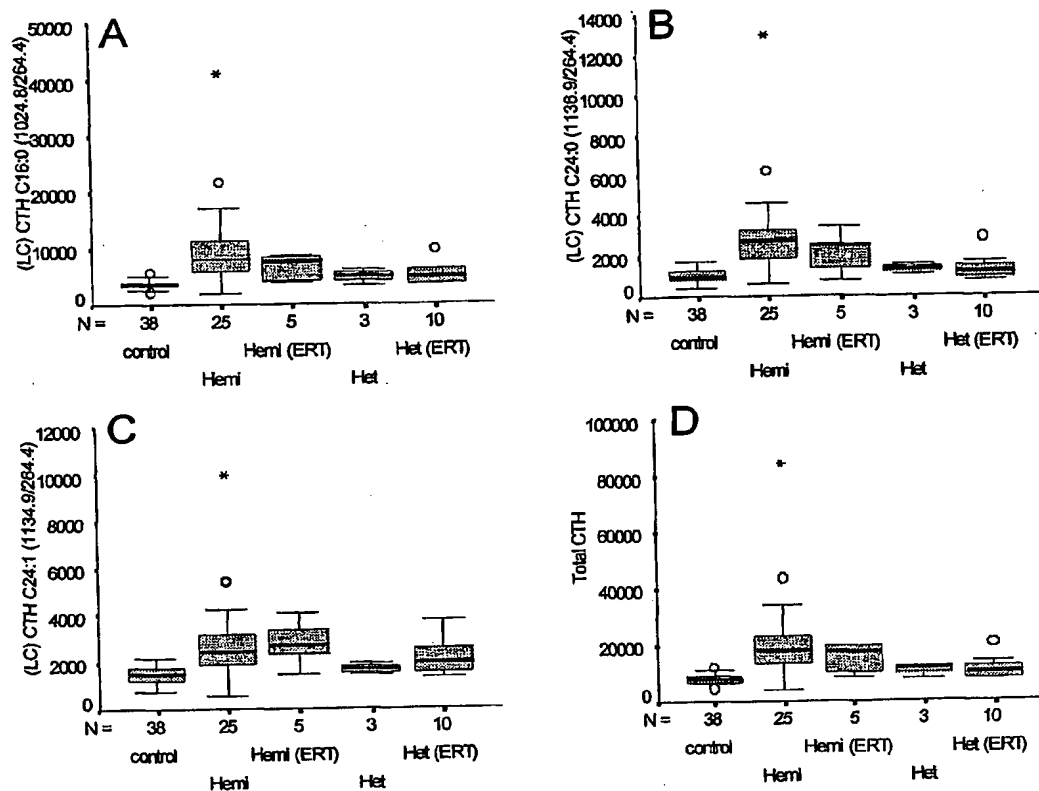 A
(LC) CTH C16:0 (1024.8/264.4)
50000
40000
30000
20000
10000
0
N = 38 25 5 3 10
control Hemi (ERT) Het (ERT)
Hemi Het
B
(LC) CTH C24:0 (1136.9/264.4)
14000
12000
10000
8000
6000
4000
2000
0
N = 38 25 5 3 10
control Hemi (ERT) Het (ERT)
Hemi Het
C
(LC) CTH C24:1 (1134.9/264.4)
12000
10000
8000
6000
4000
2000
0
N = 38 25 5 3 10
control Hemi (ERT) Het (ERT)
Hemi Het
D
Total CTH
100000
80000
60000
40000
20000
0
N = 38 25 5 3 10
control Hemi (ERT) Het (ERT)
Hemi Het